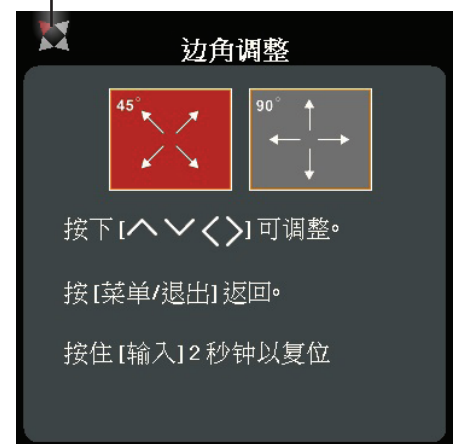 边角调整
45° 90°
按下 [∧∨<>] 可调整。
按 [菜单/退出] 返回。
按住 [输入] 2 秒钟以复位